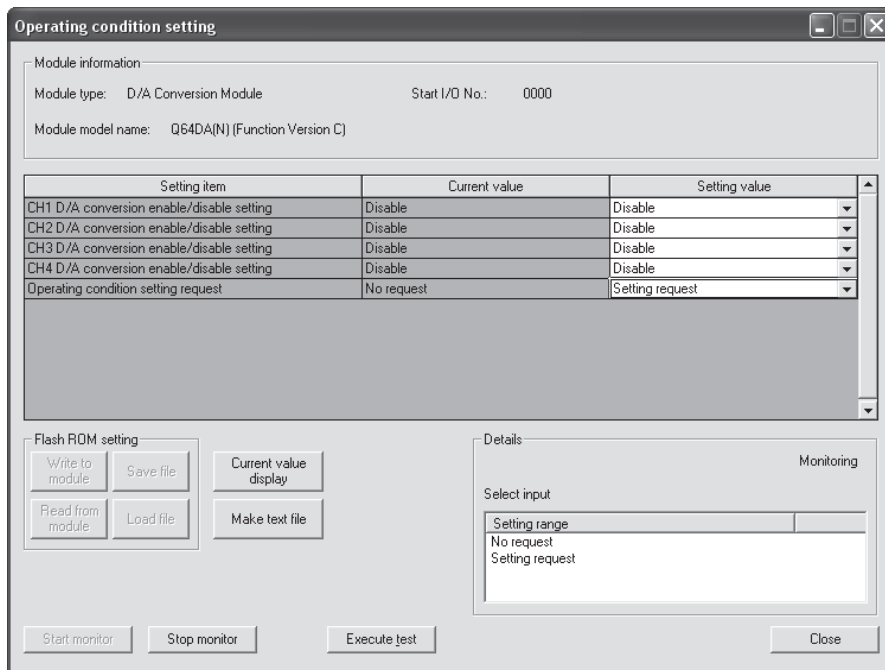 Operating condition setting
Module information
Module type: D/A Conversion Module Start I/O No.: 0000
Module model name: Q64DA(N) (Function Version C)
Setting item Current value Setting value
CH1 D/A conversion enable/disable setting Disable Disable
CH2 D/A conversion enable/disable setting Disable Disable
CH3 D/A conversion enable/disable setting Disable Disable
CH4 D/A conversion enable/disable setting Disable Disable
Operating condition setting request No request Setting request
Flash ROM setting
Write to
module
Save file
Read from
module
Load file
Current value
display
Make text file
Details
Monitoring
Select input
Setting range
No request
Setting request
Start monitor Stop monitor Execute test Close